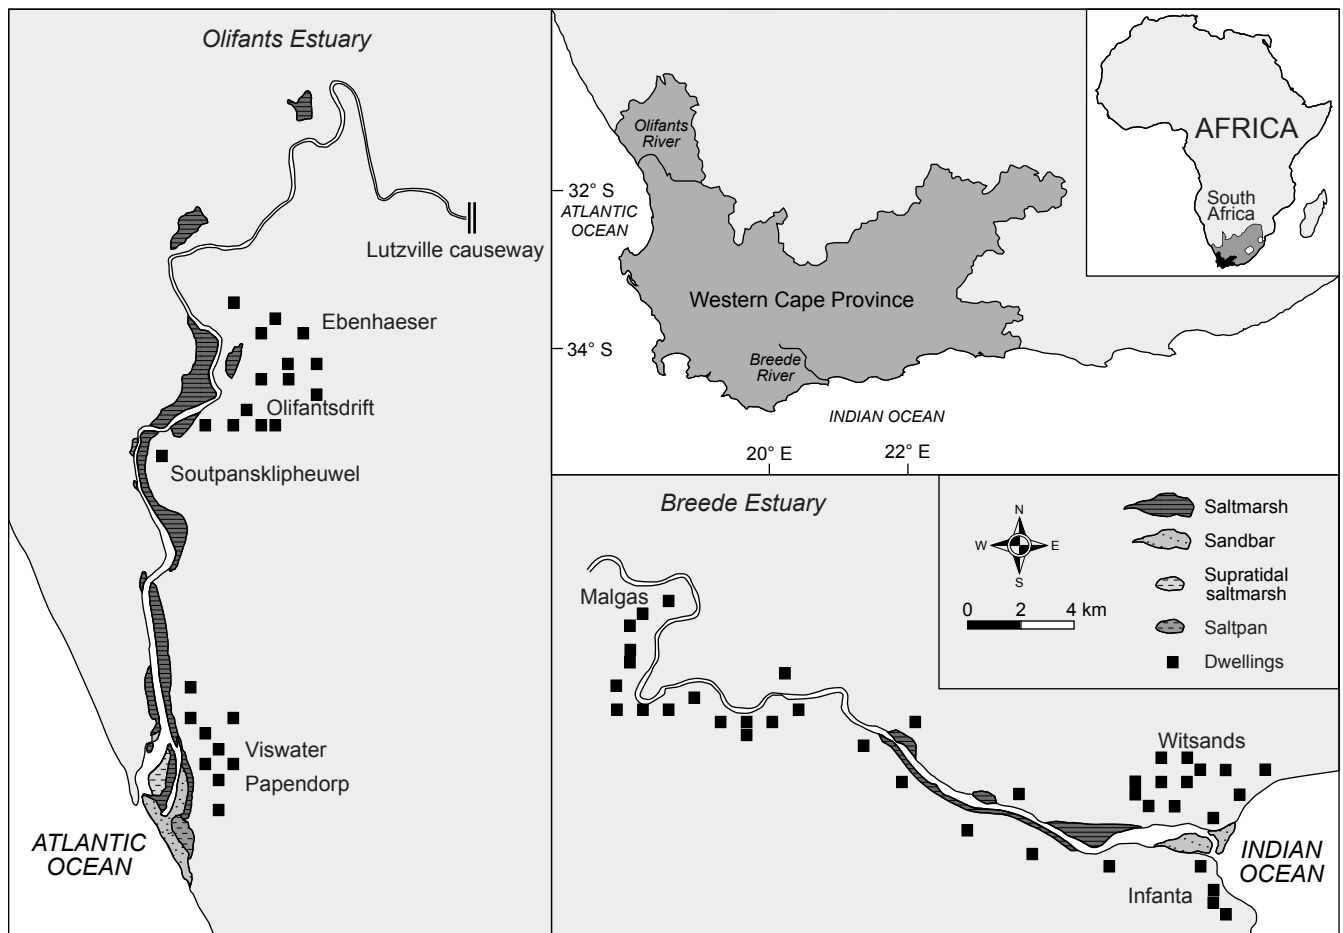 Olifants Estuary
Lutzville causeway
Ebenhaeser
Olifantsdrift
Soutpansklipheuwel
Viswater
Papendorp
ATLANTIC
OCEAN
Olifants
River
32° S
ATLANTIC
OCEAN
Western Cape Province
34° S
Breede
River
INDIAN OCEAN
20° E
22° E
AFRICA
South
Africa
Breede Estuary
Malgas
Witsands
Infanta
INDIAN
OCEAN
N
W
E
S
0
2
4 km
Saltmarsh
Sandbar
Supratidal
saltmarsh
Saltpan
Dwellings